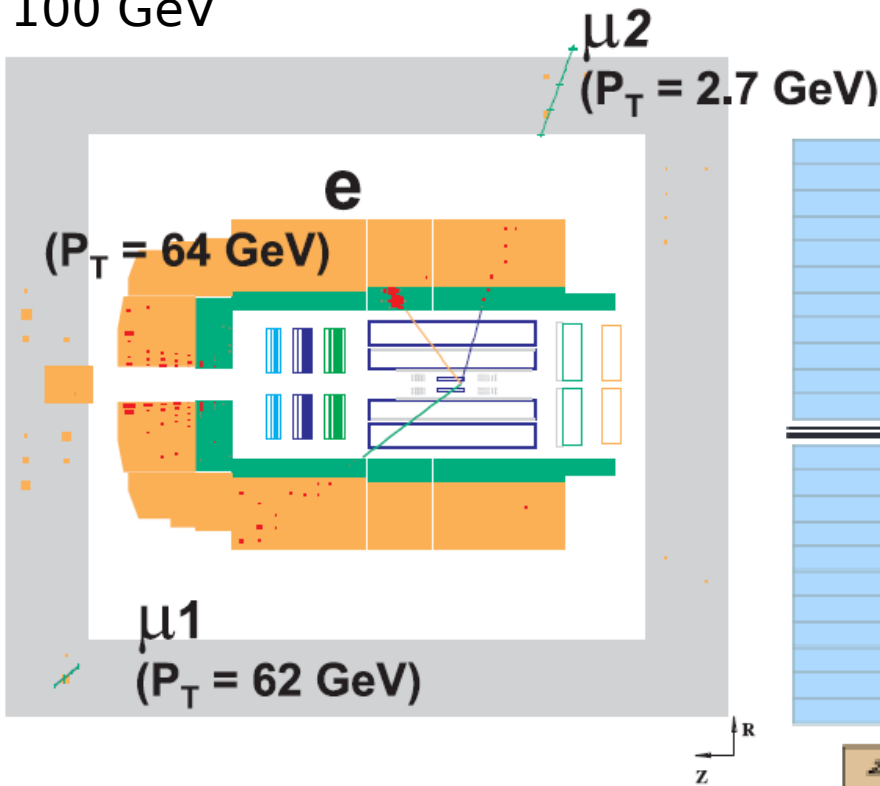 100 GeV
μ2
(P_T = 2.7 GeV)
e
(P_T = 64 GeV)
μ1
(P_T = 62 GeV)
R
Z